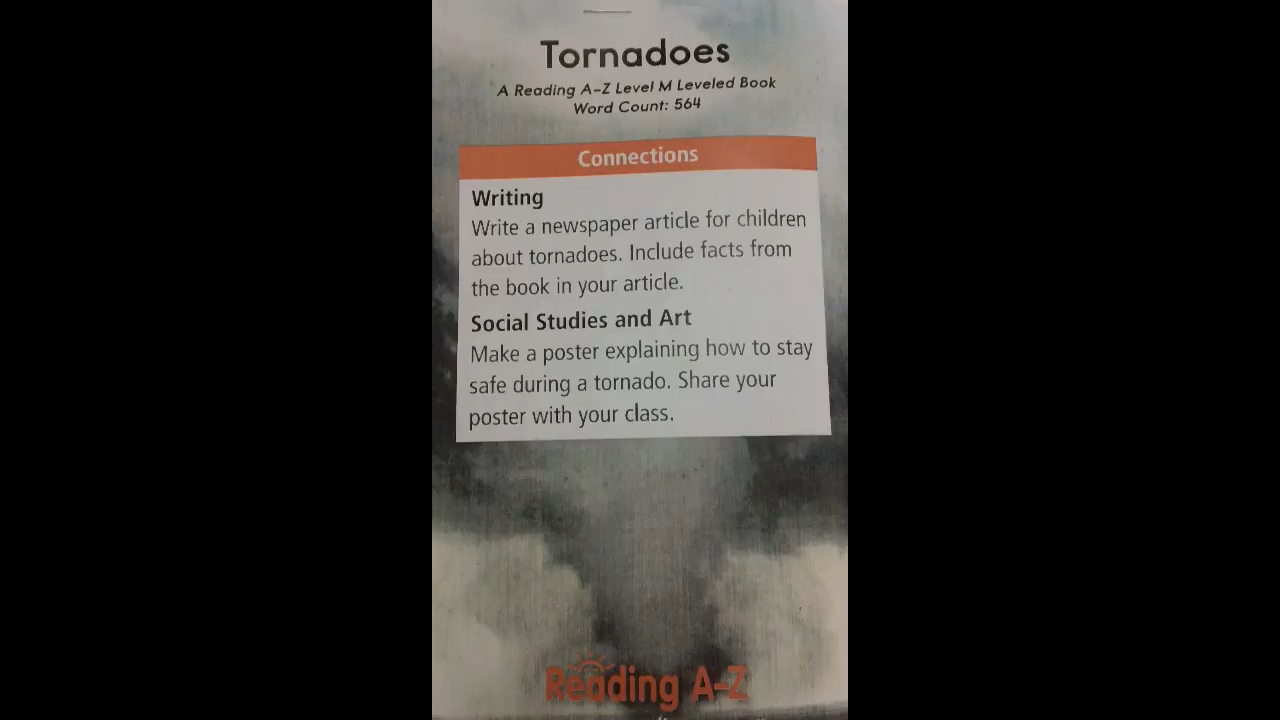 Tornadoes
A Reading A–Z Level M Leveled Book
Word Count: 564
Connections
Writing
Write a newspaper article for children
about tornadoes. Include facts from
the book in your article.
Social Studies and Art
Make a poster explaining how to stay
safe during a tornado. Share your
poster with your class.
Reading A-Z